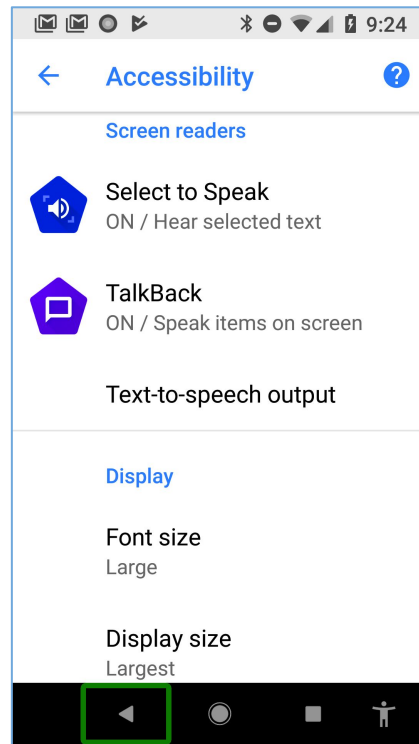 9:24
Accessibility
Screen readers
Select to Speak
ON / Hear selected text
TalkBack
ON / Speak items on screen
Text-to-speech output
Display
Font size
Large
Display size
Largest